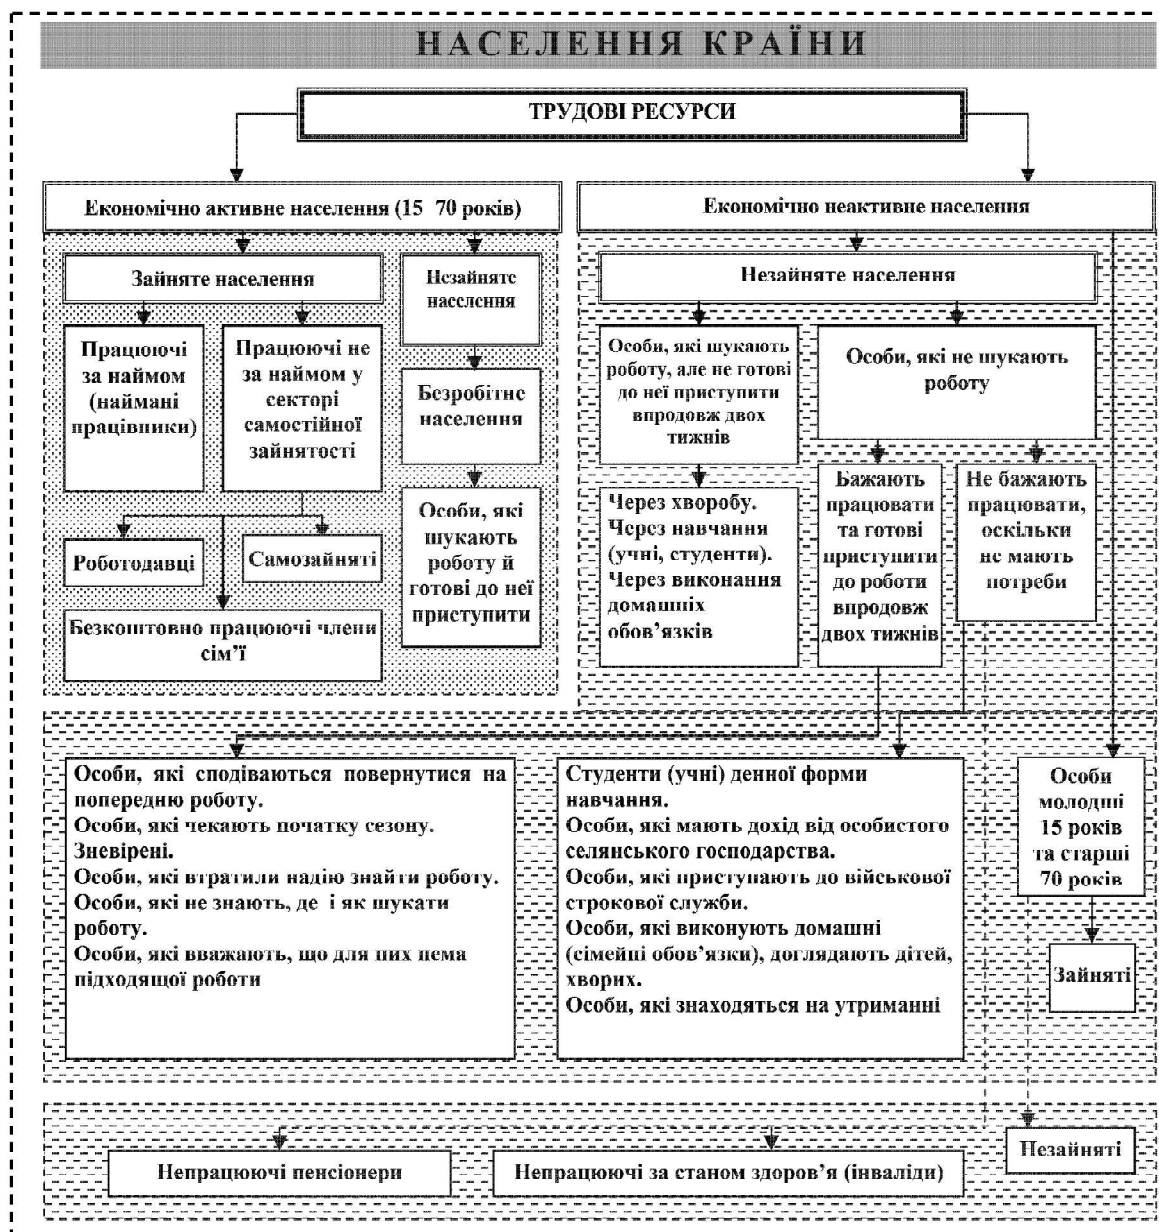 НАСЕЛЕННЯ КРАЇНИ
ТРУДОВІ РЕСУРСИ
Економічно активне населення (15 70 років)
Економічно неактивне населення
Зайняте населення
Незайняте
населення
Незайняте населення
Працюючі
за наймом
(наймані
працівники)
Працюючі не
за наймом у
секторі
самостійної
зайнятості
Безробітне
населення
Особи, які шукають
роботу, але не готові
до неї приступити
впродовж двох
тижнів
Особи, які не шукають
роботу
Роботодавці
Самозайняті
Безкоштовно працюючі члени
сім’ї
Особи, які
шукають
роботу й
готові до неї
приступити
Через хворобу.
Через навчання
(учні, студенти).
Через виконання
домашніх
обов’язків
Бажають
працювати
та готові
приступити
до роботи
впродовж
двох тижнів
Не бажають
працювати,
оскільки
не мають
потреби
Особи, які сподіваються повернутися на
попередню роботу.
Особи, які чекають початку сезону.
Зневірені.
Особи, які втратили надію знайти роботу.
Особи, які не знають, де і як шукати
роботу.
Особи, які вважають, що для них нема
підходящої роботи
Студенти (учні) денної форми
навчання.
Особи, які мають дохід від особистого
селянського господарства.
Особи, які приступають до військової
строкової служби.
Особи, які виконують домашні
(сімейні обов’язки), доглядають дітей,
хворих.
Особи, які знаходяться на утриманні
Особи
молодші
15 років
та старші
70 років
Зайняті
Незайняті
Непрацюючі пенсіонери
Непрацюючі за станом здоров’я (інваліди)